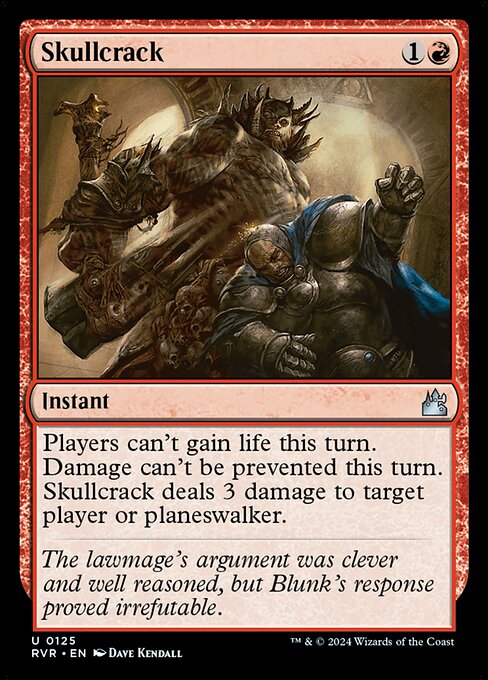 Skullcrack 1
Instant
Players can't gain life this turn.
Damage can't be prevented this turn.
Skullcrack deals 3 damage to target
player or planeswalker.
The lawmage's argument was clever
and well reasoned, but Blunk's response
proved irrefutable.
U 0125
RVR • EN Dave Kendall
™ & © 2024 Wizards of the Coast